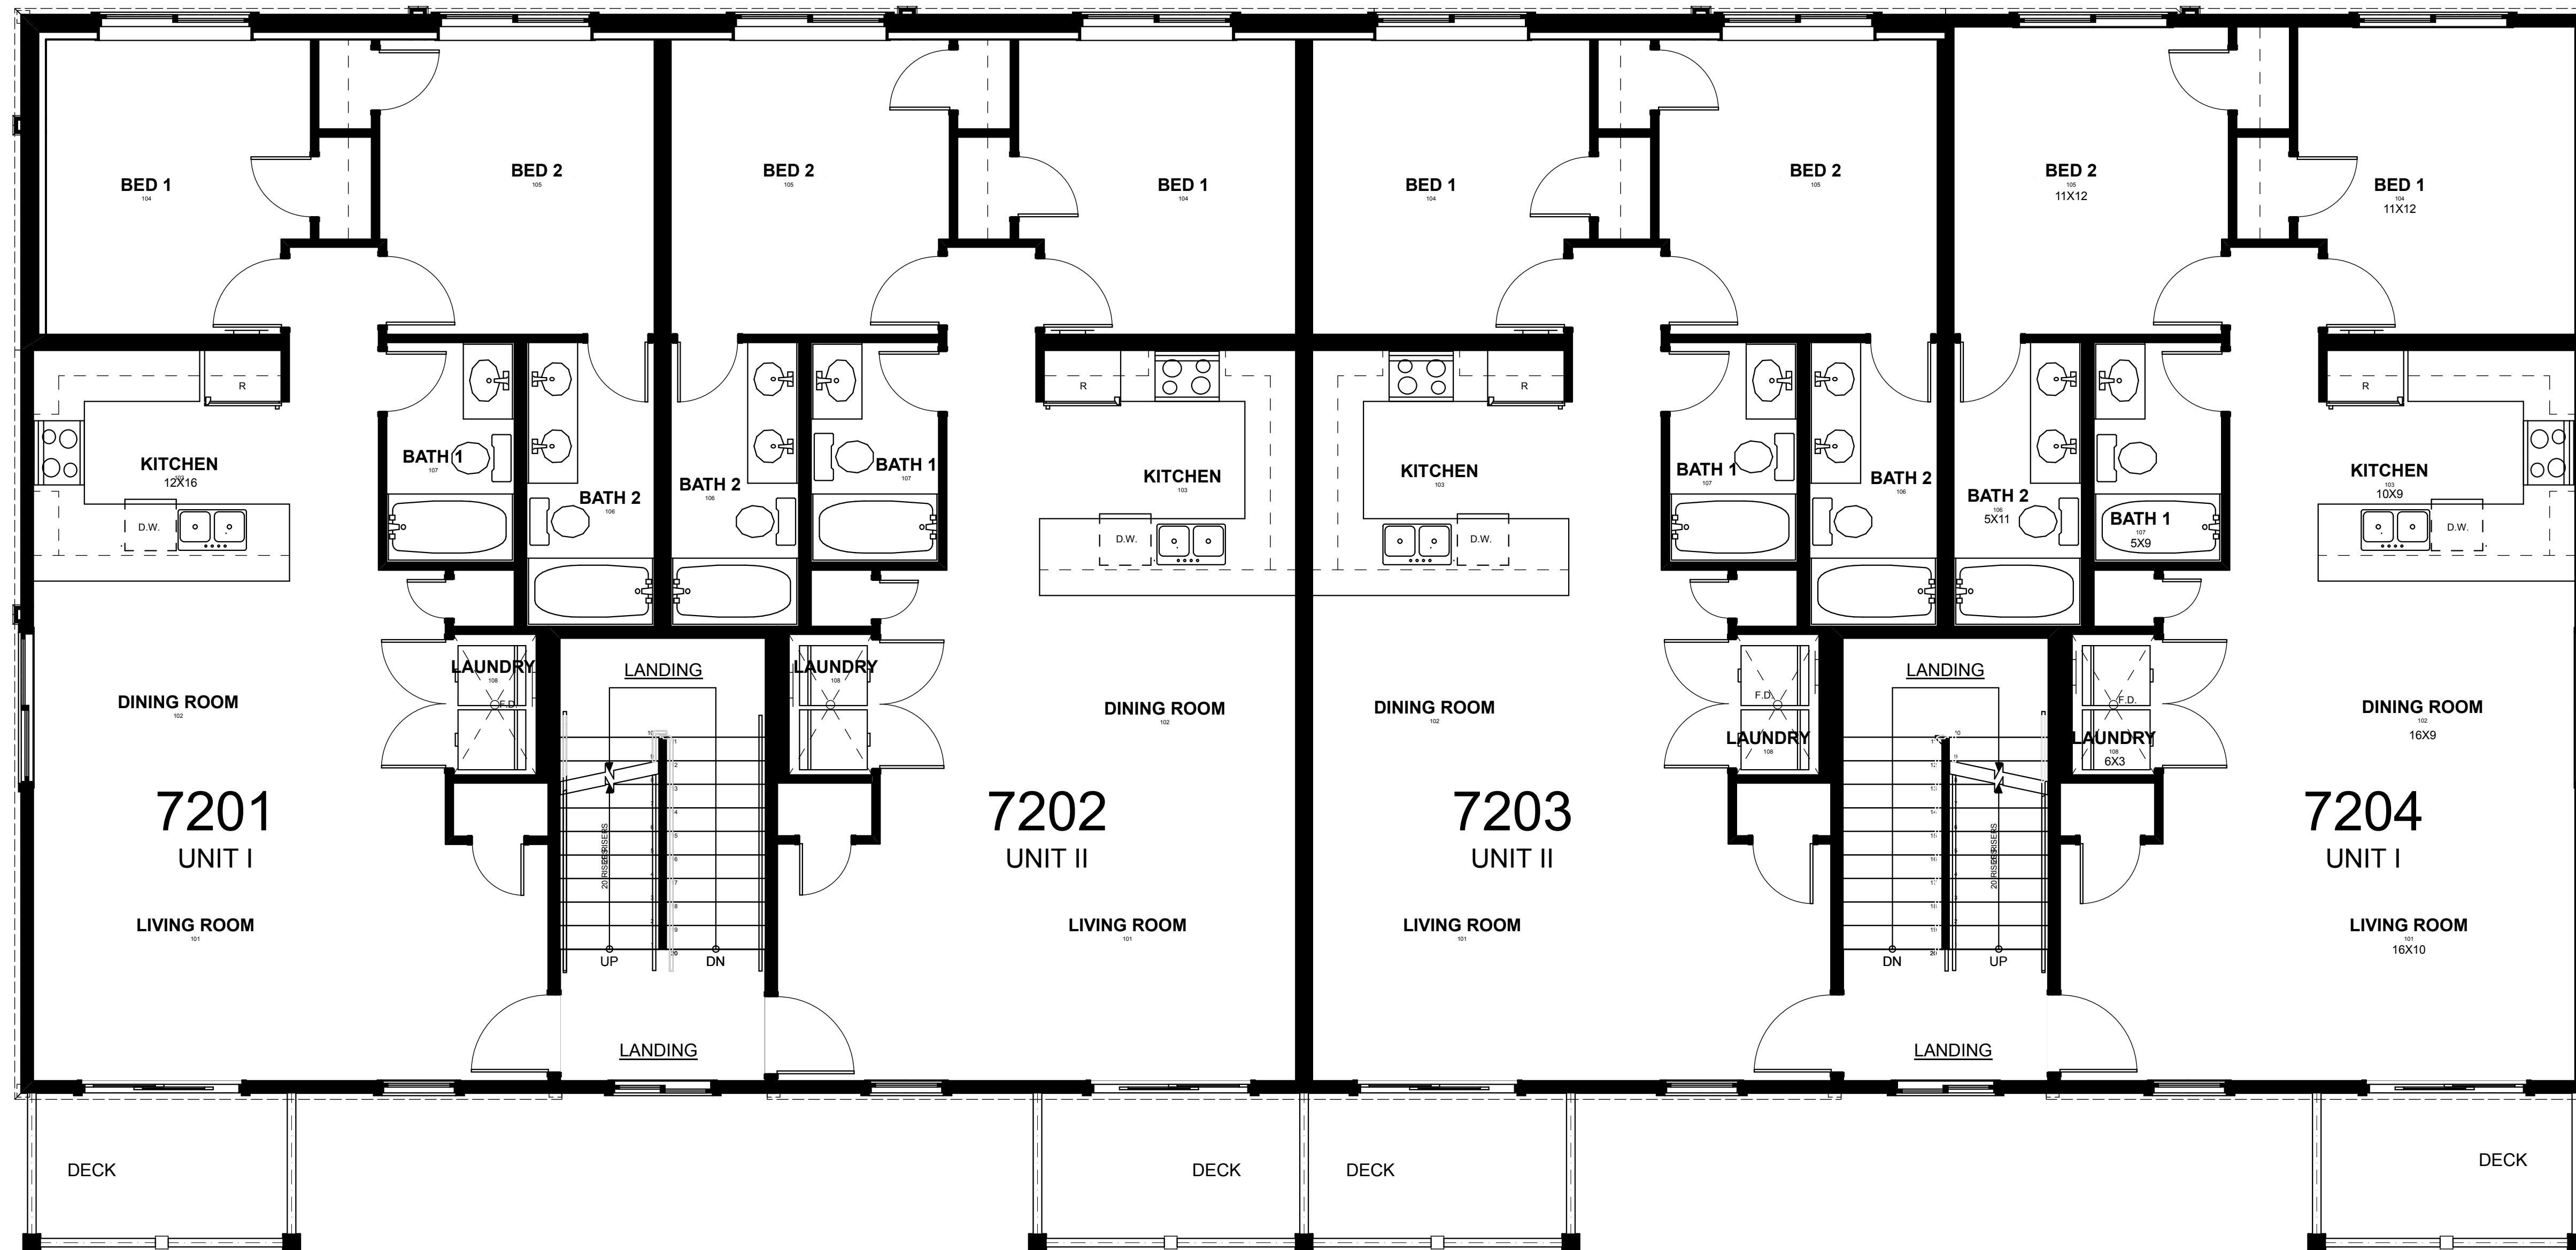 BED 1
104
BED 2
105
BED 2
105
BED 1
104
BED 1
104
BED 2
105
BED 2
105
11X12
BED 1
104
11X12
R
R
R
R
KITCHEN
12X16
BATH 1
107
BATH 2
106
BATH 2
106
BATH 1
107
KITCHEN
103
KITCHEN
103
BATH 1
107
BATH 2
106
BATH 2
106
5X11
BATH 1
107
5X9
KITCHEN
103
10X9
D.W.
D.W.
D.W.
D.W.
LAUNDRY
108
F.D.
LANDING
LAUNDRY
108
LANDING
F.D.
LAUNDRY
108
F.D.
LAUNDRY
108
6X3
DINING ROOM
102
DINING ROOM
102
DINING ROOM
102
DINING ROOM
102
16X9
7201
UNIT I
7202
UNIT II
7203
UNIT II
7204
UNIT I
20 RISERS
20 RISERS
LIVING ROOM
101
LIVING ROOM
101
LIVING ROOM
101
LIVING ROOM
101
16X10
UP
DN
DN
UP
LANDING
LANDING
DECK
DECK
DECK
DECK